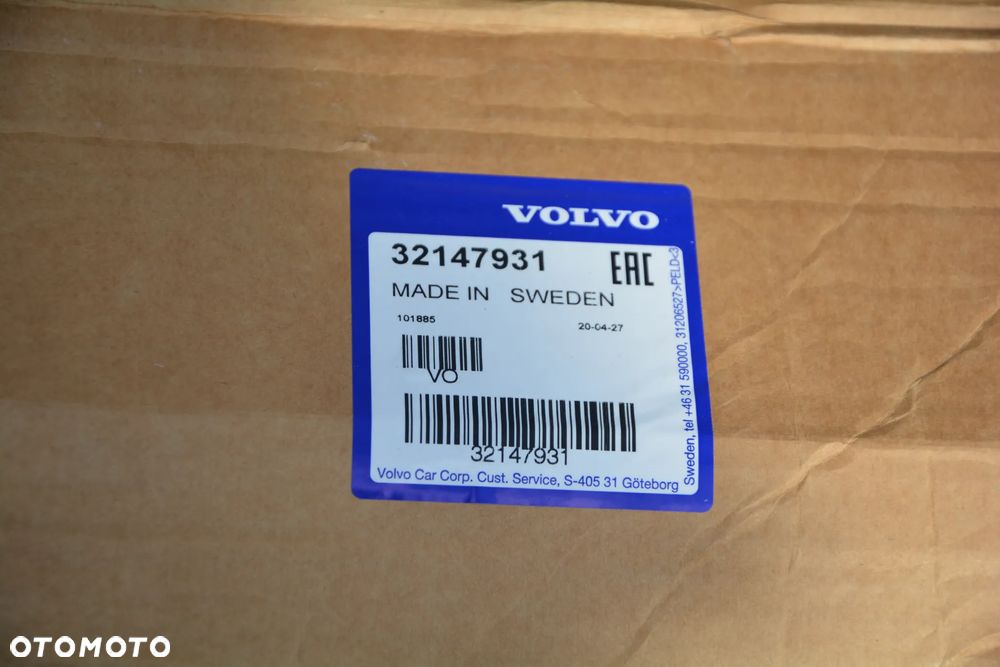 VOLVO
32147931
EAC
MADE IN SWEDEN
101885
20-04-27
VO
32147931
Volvo Car Corp. Cust. Service, S-405 31 Göteborg
Sweden, tel +46 31 590000, 31206527>PELD<3
OTOMOTO